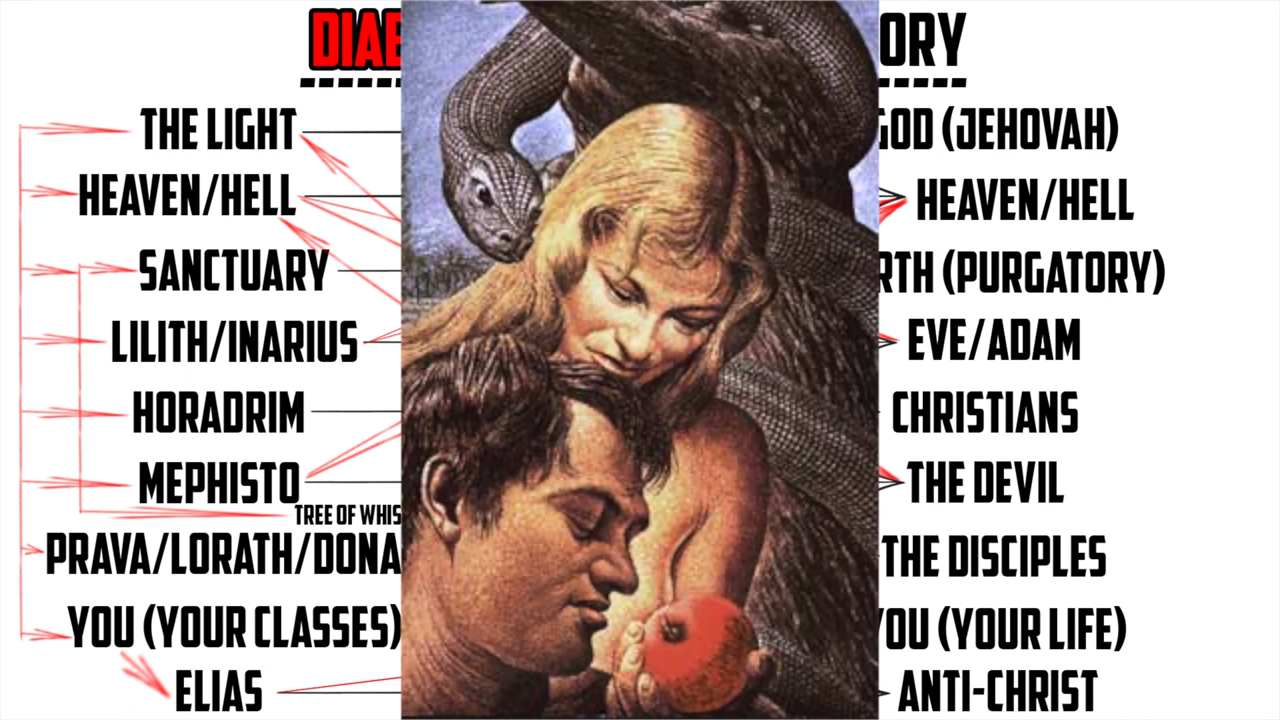 DIAB ORY
THE LIGHT GOD (JEHOVAH)
HEAVEN/HELL HEAVEN/HELL
SANCTUARY RTH (PURGATORY)
LILITH/INARIUS EVE/ADAM
HORADRIM CHRISTIANS
MEPHISTO THE DEVIL
TREE OF WHIS
PRAVA/LORATH/DONA THE DISCIPLES
YOU (YOUR CLASSES) YOU (YOUR LIFE)
ELIAS ANTI-CHRIST